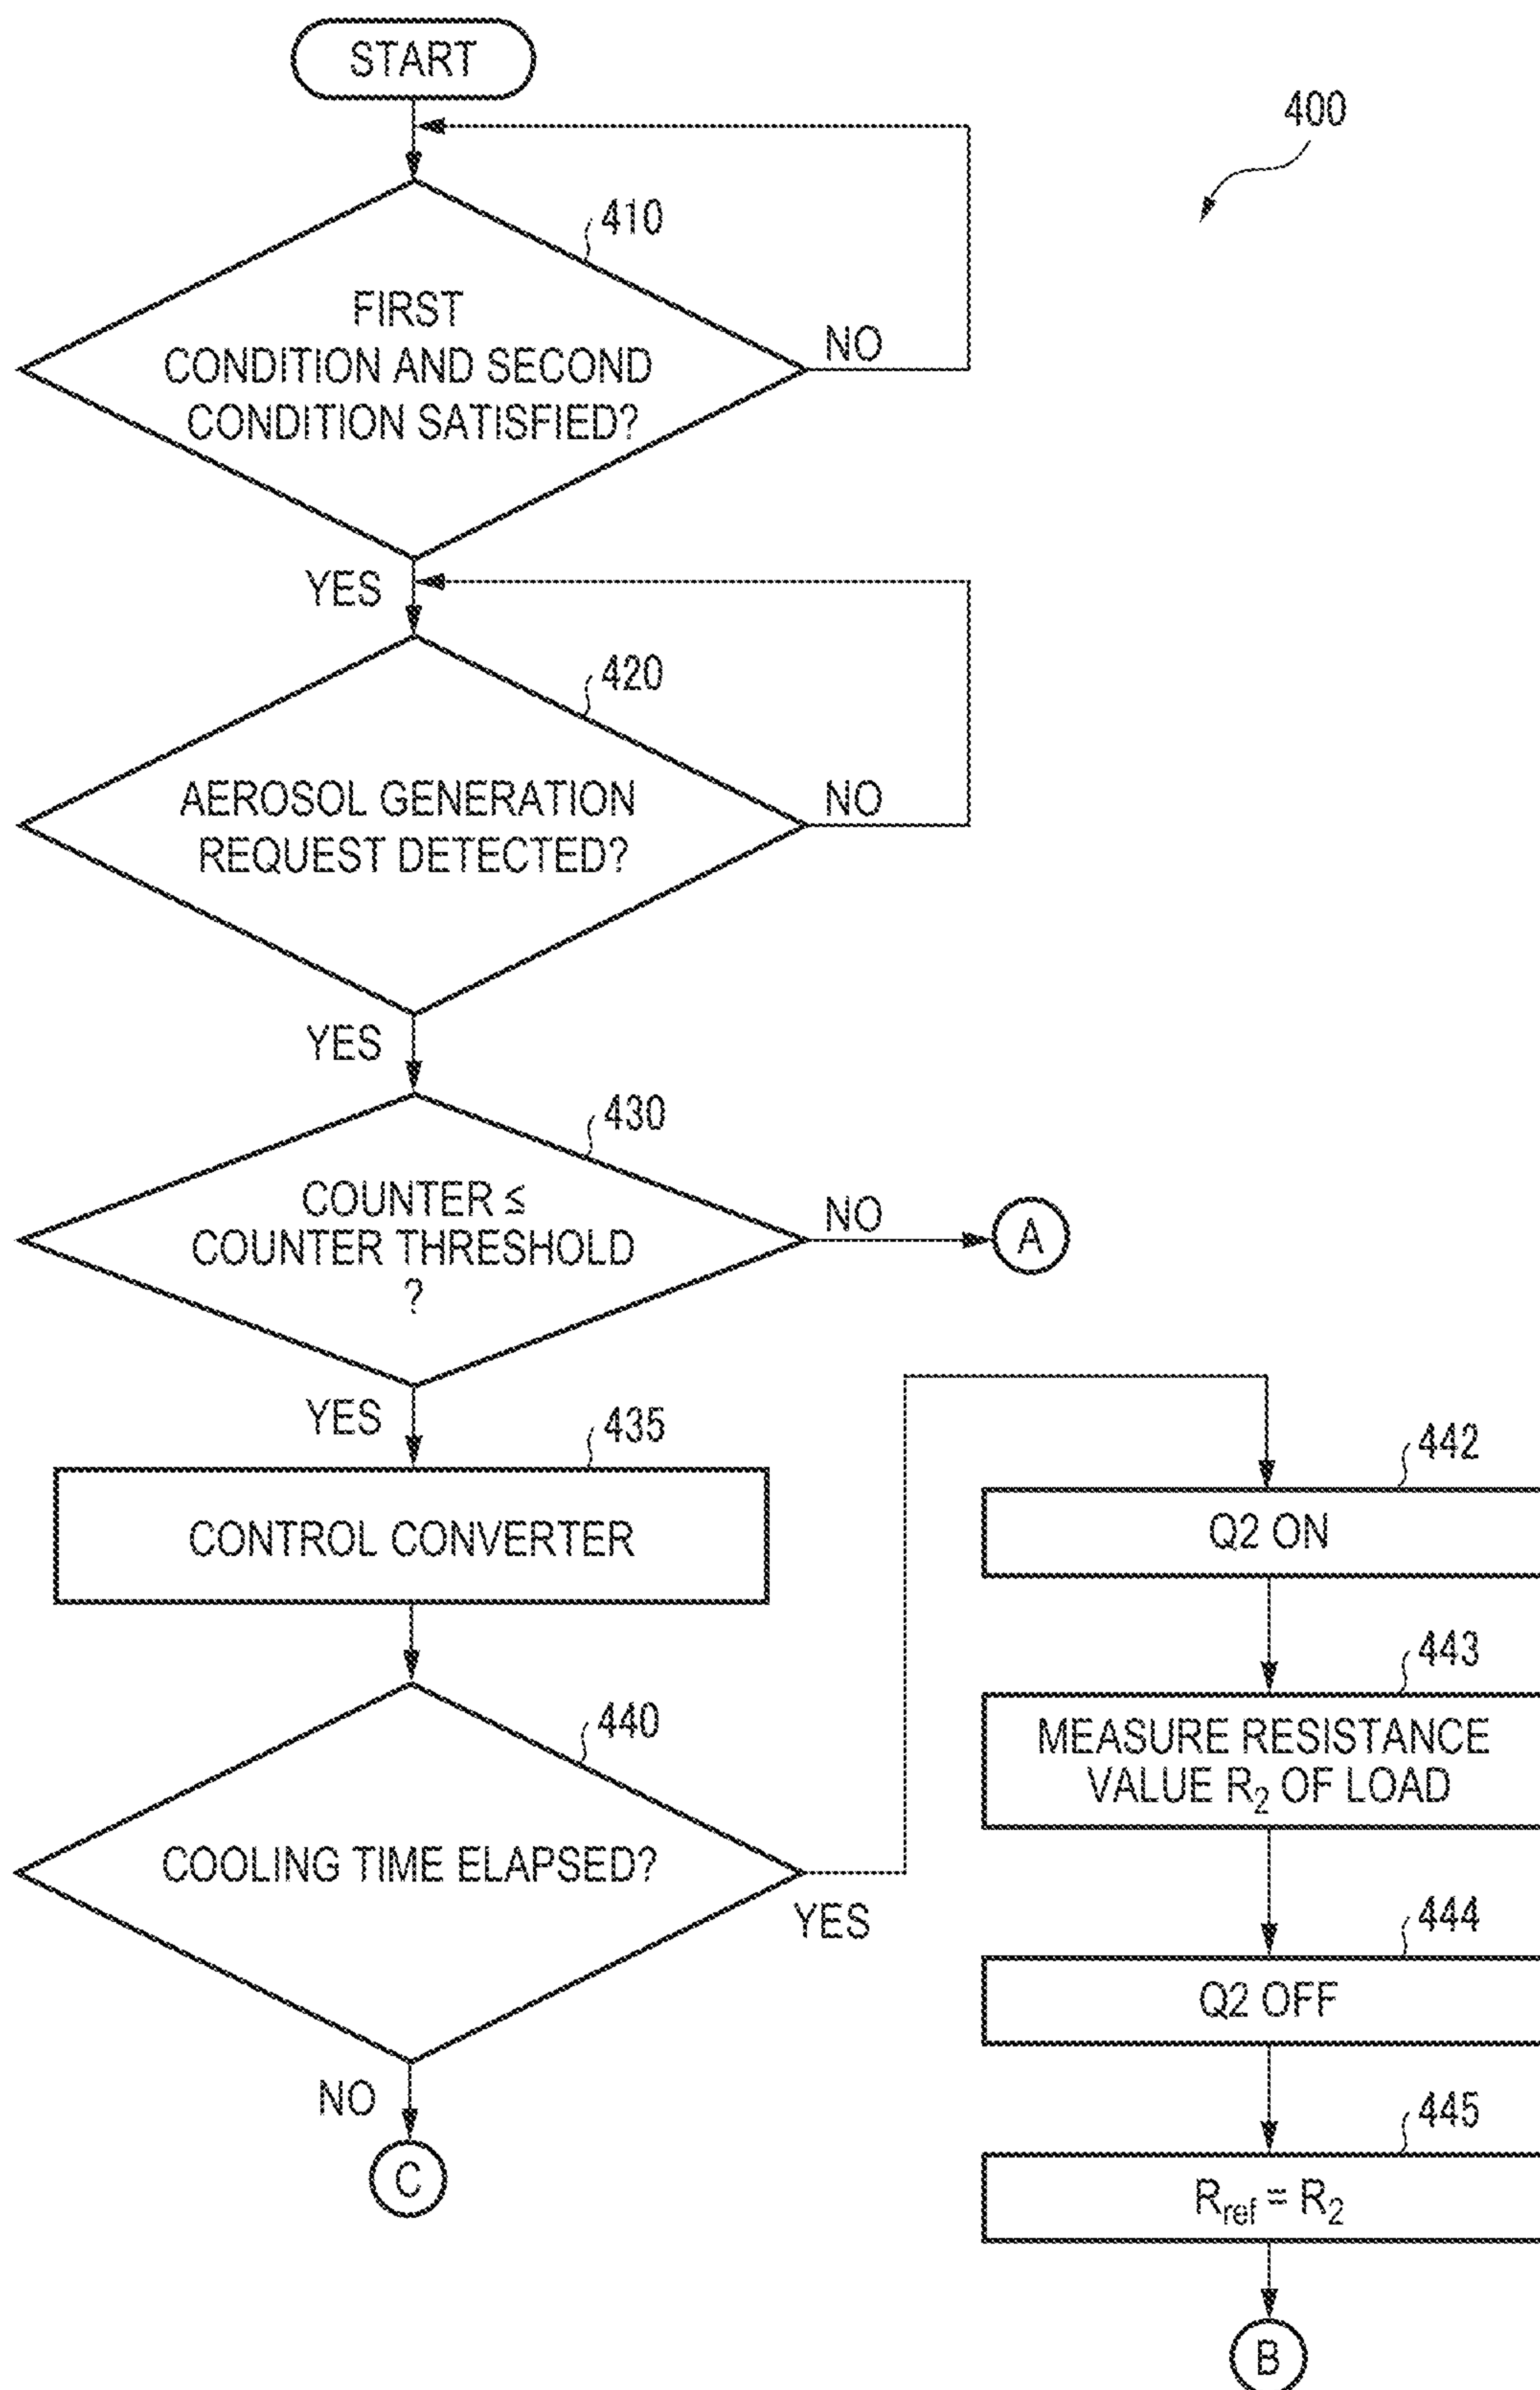 START
400
410
FIRST
CONDITION AND SECOND
CONDITION SATISFIED?
NO
YES
420
AEROSOL GENERATION
REQUEST DETECTED?
NO
YES
430
COUNTER ≤
COUNTER THRESHOLD
?
NO
A
YES
435
CONTROL CONVERTER
440
COOLING TIME ELAPSED?
YES
NO
C
442
Q2 ON
443
MEASURE RESISTANCE
VALUE R₂ OF LOAD
444
Q2 OFF
445
R_ref = R₂
B